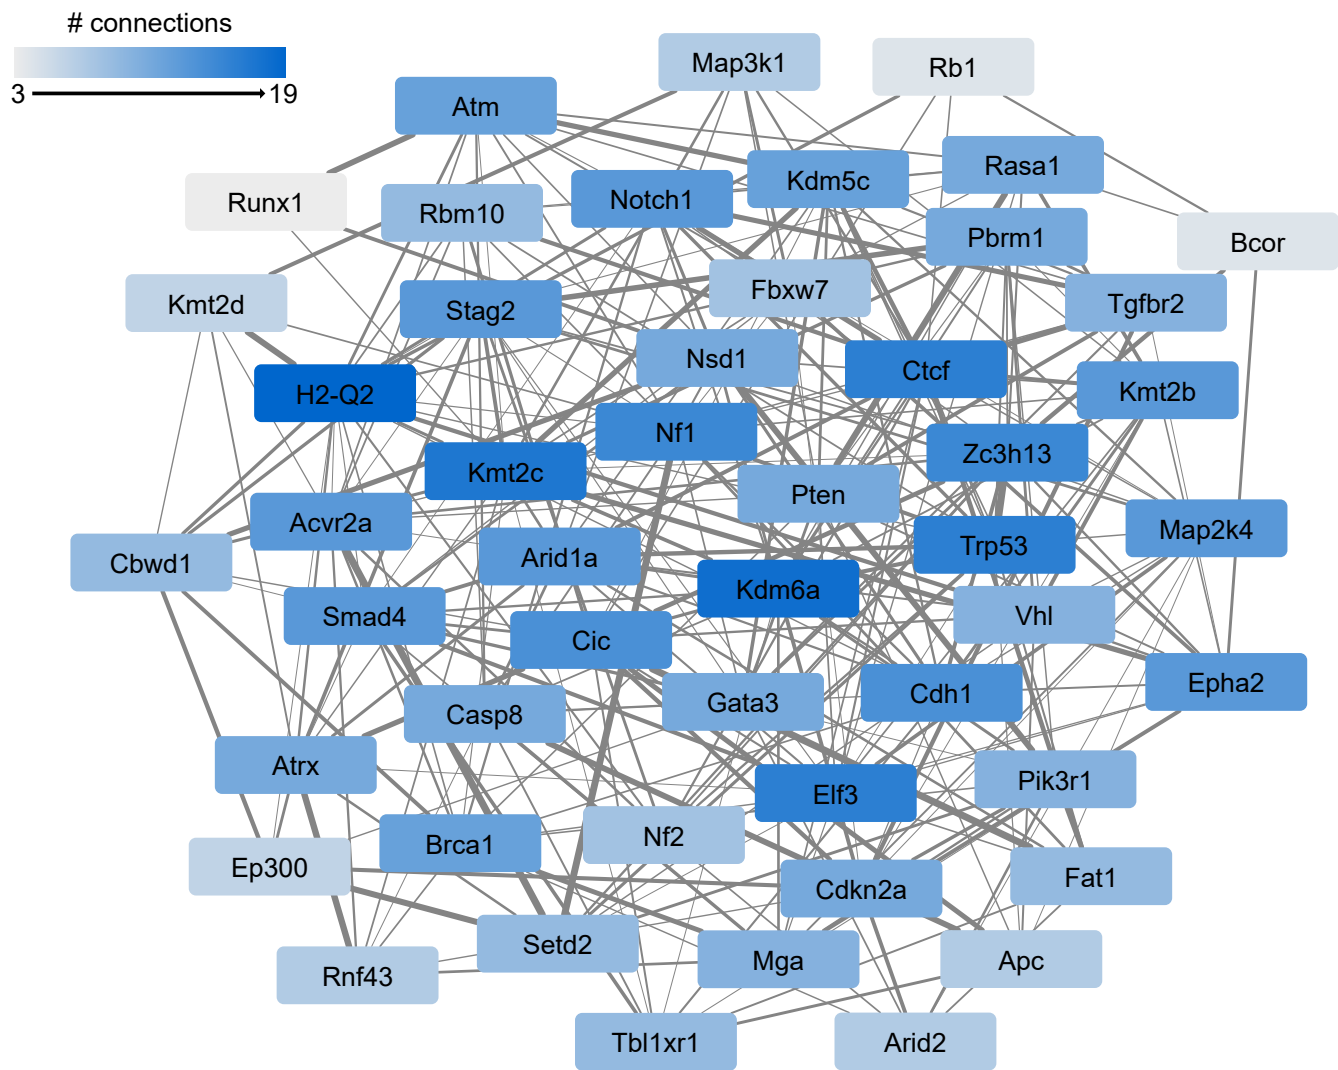 # connections
3 19
Map3k1
Rb1
Atm
Rasa1
Kdm5c
Notch1
Runx1
Rbm10
Pbrm1
Bcor
Fbxw7
Kmt2d
Tgfbr2
Stag2
Nsd1
Ctcf
Kmt2b
H2-Q2
Nf1
Zc3h13
Kmt2c
Pten
Acvr2a
Map2k4
Trp53
Arid1a
Cbwd1
Kdm6a
Smad4
Vhl
Cic
Epha2
Cdh1
Gata3
Casp8
Atrx
Pik3r1
Elf3
Nf2
Brca1
Ep300
Fat1
Cdkn2a
Setd2
Mga
Apc
Rnf43
Tbl1xr1
Arid2